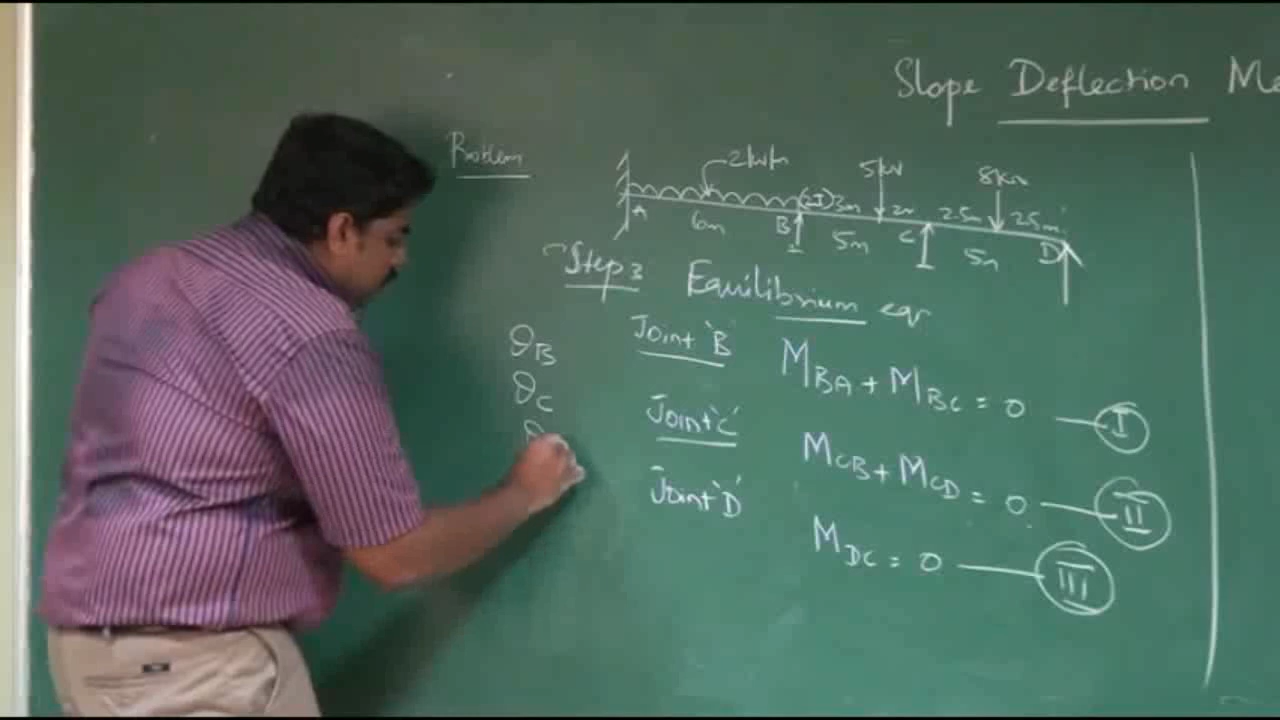 Slope Deflection Me
Problem
2kN/m
5kN
8kN
A
6m
B
(2I) 3m
2m
5m
C
2.5m
2.5m
5m
D
Step 3
Equilibrium eqn
θB
θC
θ
Joint 'B'
MBA + MBC = 0
I
Joint 'C'
MCB + MCD = 0
II
Joint 'D'
MDC = 0
III